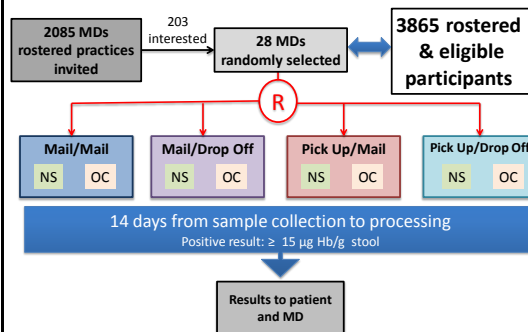 2085 MDs
rostered practices
invited
203
interested
28 MDs
randomly selected
3865 rostered
& eligible
participants
R
Mail/Mail
NS OC
Mail/Drop Off
NS OC
Pick Up/Mail
NS OC
Pick Up/Drop Off
NS OC
14 days from sample collection to processing
Positive result: ≥ 15 µg Hb/g stool
Results to patient
and MD